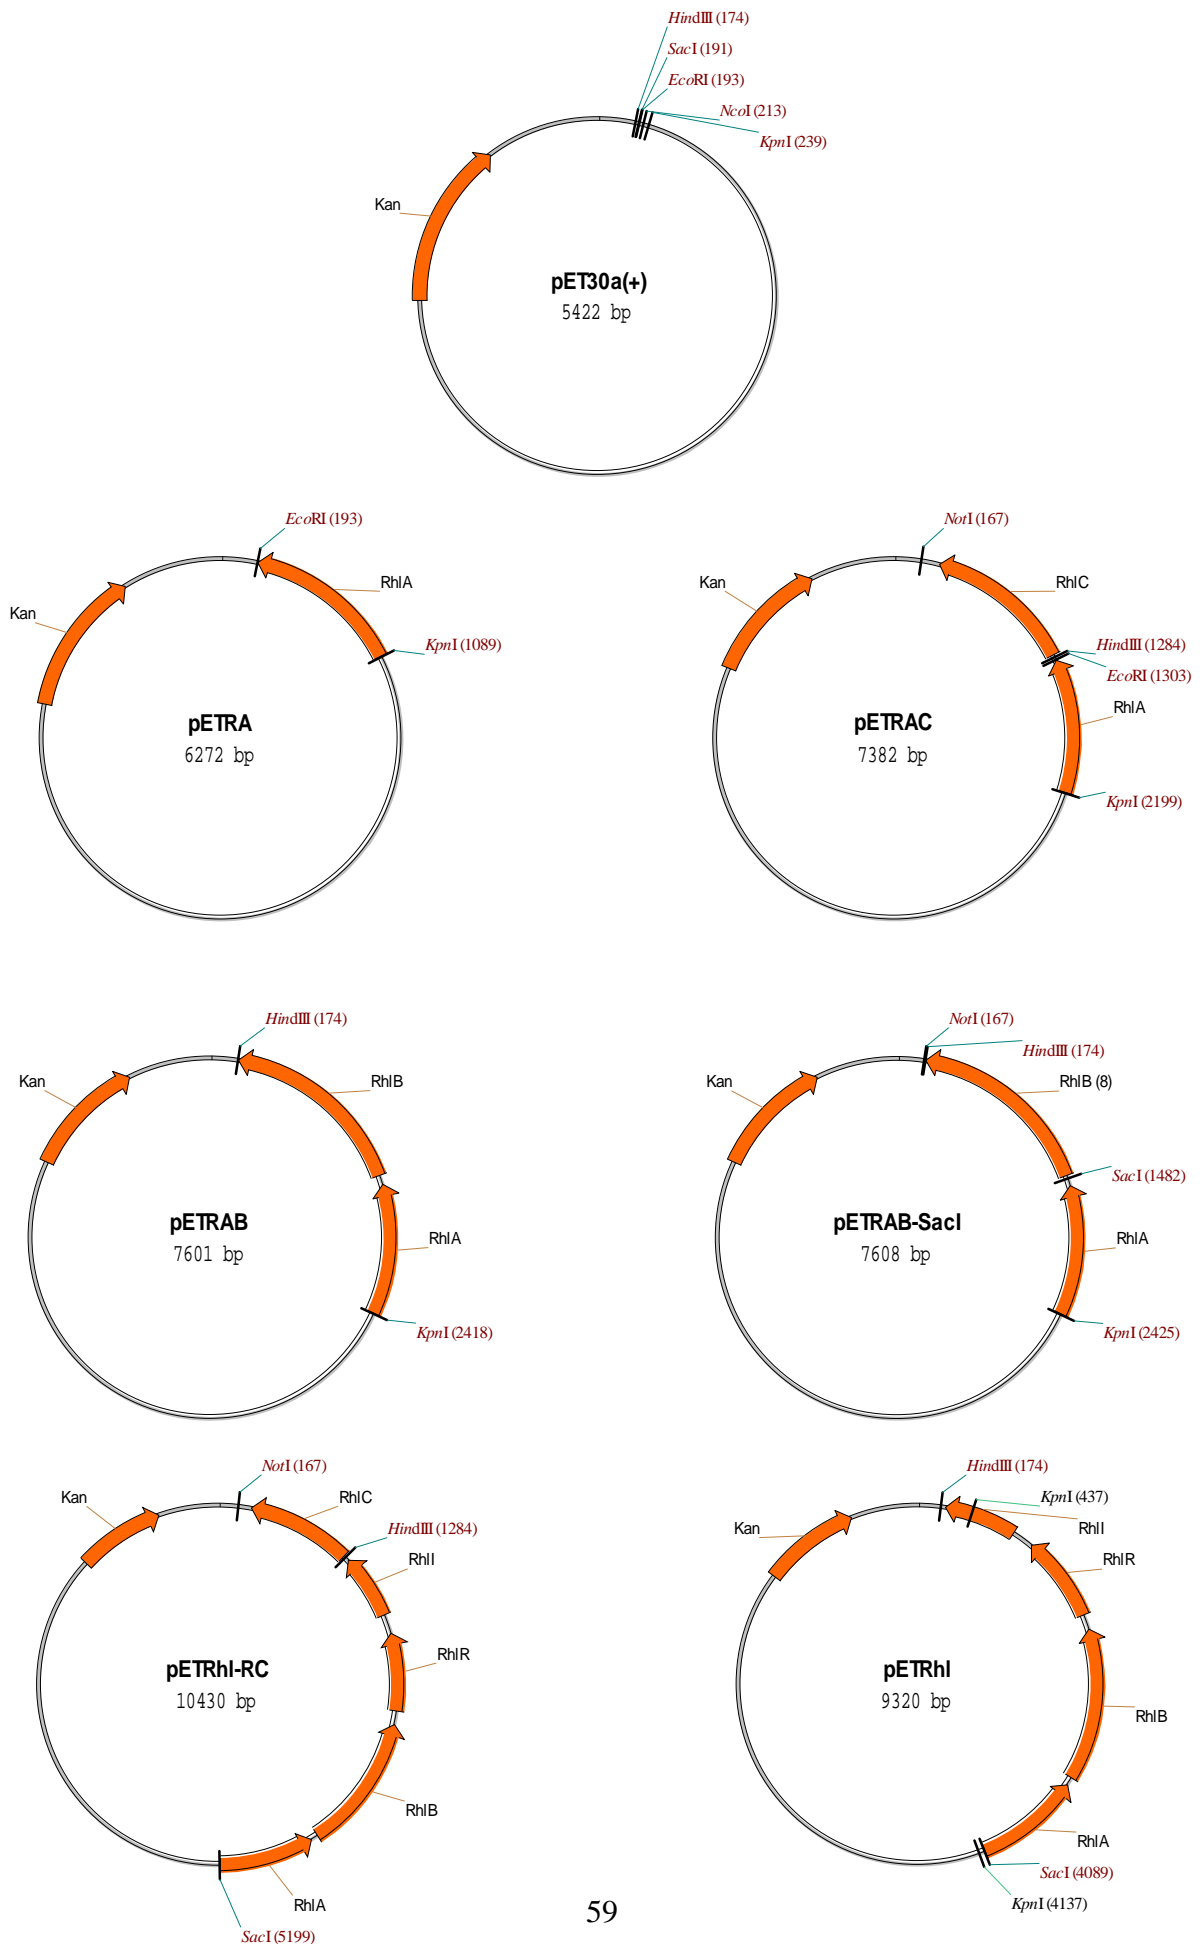 HindIII (174)
SacI (191)
EcoRI (193)
NcoI (213)
KpnI (239)
Kan
pET30a(+)
5422 bp
EcoRI (193)
RhlA
Kan
KpnI (1089)
pETRA
6272 bp
NotI (167)
RhlC
Kan
HindIII (1284)
EcoRI (1303)
RhlA
pETRAC
7382 bp
KpnI (2199)
HindIII (174)
Kan
RhlB
pETRAB
7601 bp
RhlA
KpnI (2418)
NotI (167)
HindIII (174)
Kan
RhlB (8)
SacI (1482)
pETRAB-SacI
7608 bp
RhlA
KpnI (2425)
NotI (167)
Kan
RhlC
HindIII (1284)
RhlI
RhlR
pETRhl-RC
10430 bp
RhlB
RhlA
SacI (5199)
HindIII (174)
KpnI (437)
Kan
RhlI
RhlR
pETRhl
9320 bp
RhlB
RhlA
SacI (4089)
KpnI (4137)
59